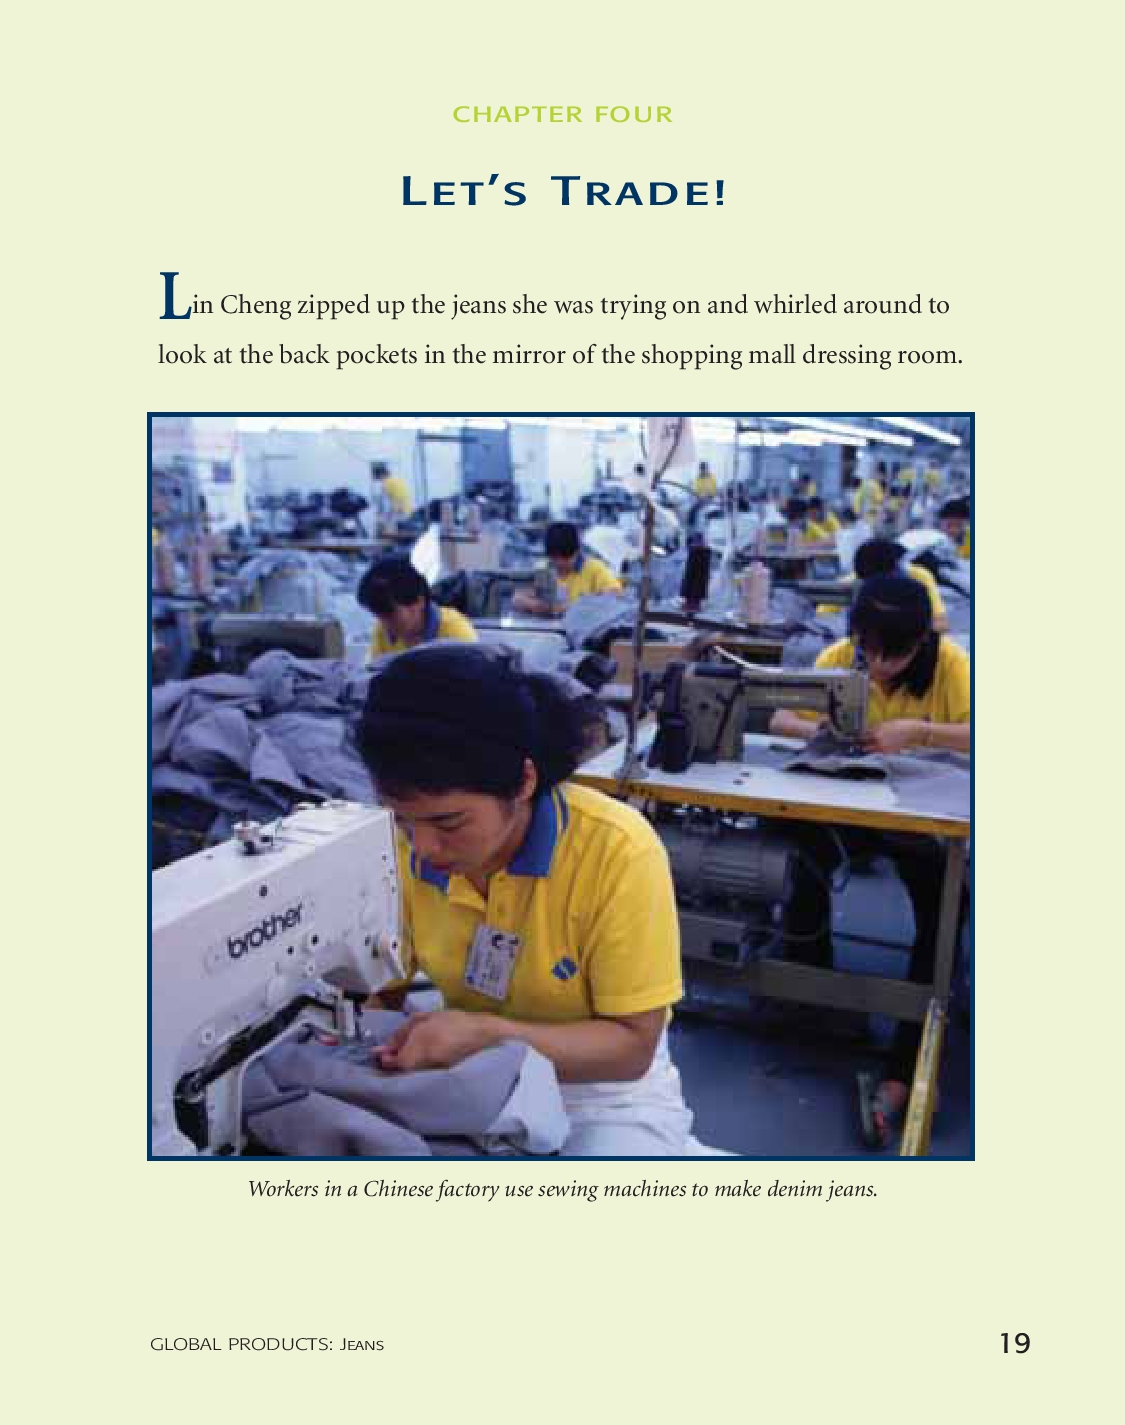 CHAPTER FOUR
LET'S TRADE!
Lin Cheng zipped up the jeans she was trying on and whirled around to
look at the back pockets in the mirror of the shopping mall dressing room.
brother
Workers in a Chinese factory use sewing machines to make denim jeans.
GLOBAL PRODUCTS: JEANS
19